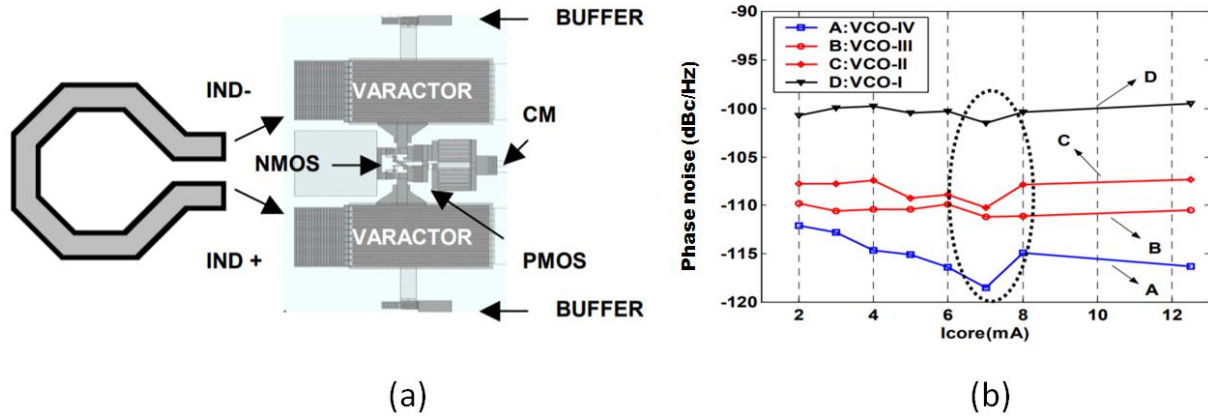 BUFFER
VARACTOR
IND-
CM
NMOS
VARACTOR
IND +
PMOS
BUFFER
(a)
-90
-95
-100
-105
-110
-115
-120
Phase noise (dBc/Hz)
A:VCO-IV
B:VCO-III
C:VCO-II
D:VCO-I
D
C
B
A
2 4 6 8 10 12
Icore(mA)
(b)